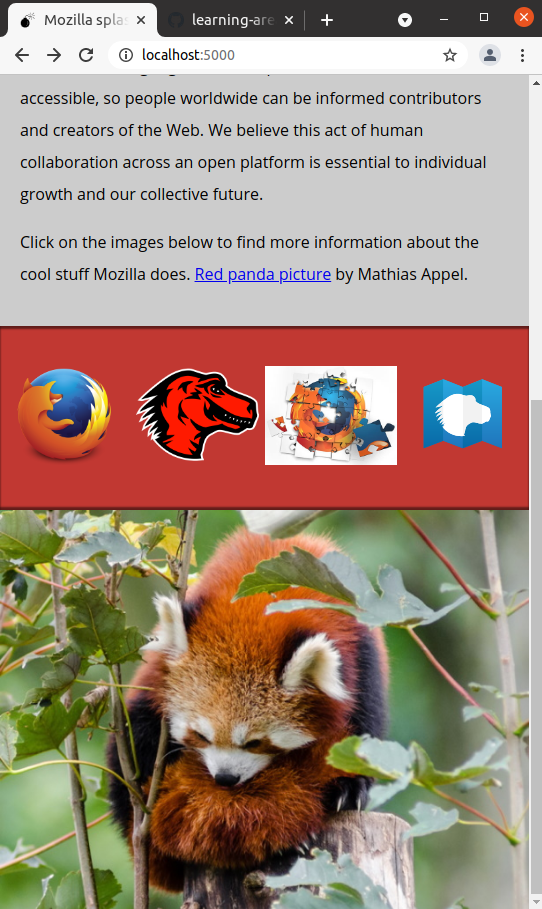 Mozilla spla
learning-are
localhost:5000
accessible, so people worldwide can be informed contributors
and creators of the Web. We believe this act of human
collaboration across an open platform is essential to individual
growth and our collective future.
Click on the images below to find more information about the
cool stuff Mozilla does. Red panda picture by Mathias Appel.